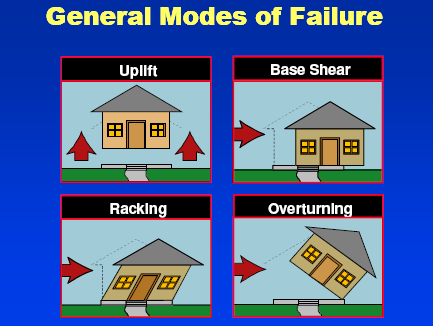 General Modes of Failure
Uplift
Base Shear
Racking
Overturning